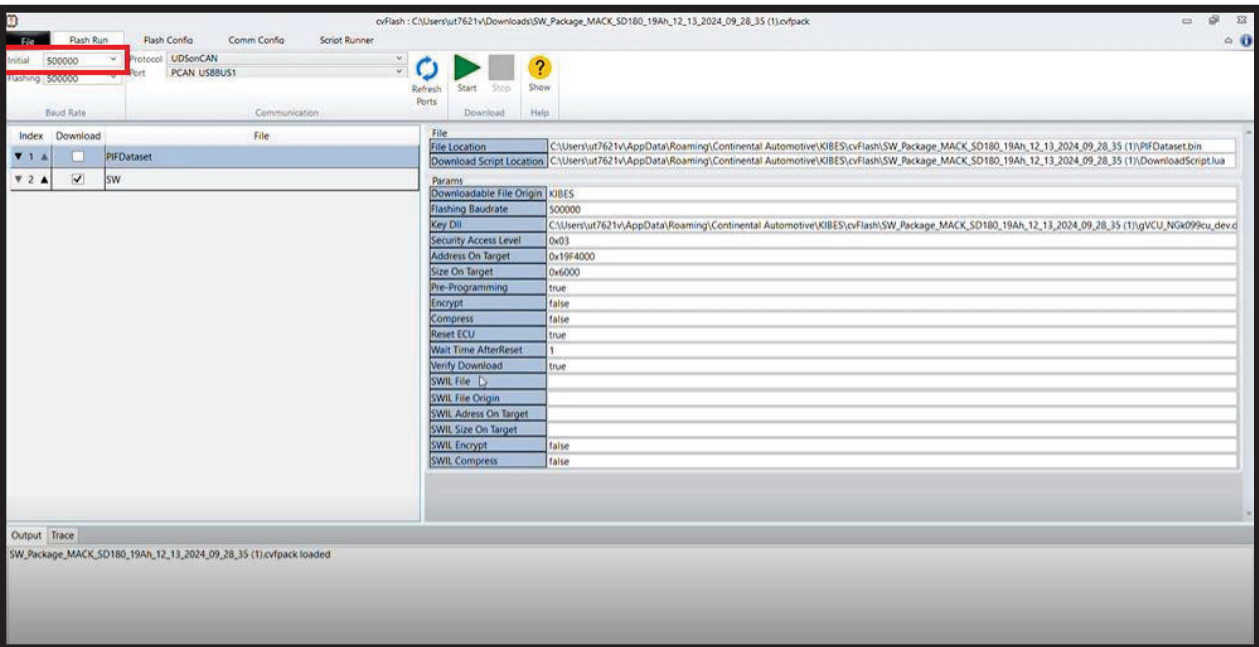 cvFlash : C:\Users\ut7621v\Downloads\SW_Package_MACK_SD180_19Ah_12_13_2024_09_28_35 (1).cvfpack
File Flash Run Flash Config Comm Config Script Runner
Initial 500000 Protocol UDSonCAN
Flashing 500000 Port PCAN USBBUS1
Refresh Ports Start Stop Show
Baud Rate Communication Download Help
Index Download File
1 PIFDataset
2 SW
File
File Location C:\Users\ut7621v\AppData\Roaming\Continental Automotive\KIBES\cvFlash\SW_Package_MACK_SD180_19Ah_12_13_2024_09_28_35 (1)\PIFDataset.bin
Download Script Location C:\Users\ut7621v\AppData\Roaming\Continental Automotive\KIBES\cvFlash\SW_Package_MACK_SD180_19Ah_12_13_2024_09_28_35 (1)\DownloadScript.lua
Params
Downloadable File Origin KIBES
Flashing Baudrate 500000
Key Dll C:\Users\ut7621v\AppData\Roaming\Continental Automotive\KIBES\cvFlash\SW_Package_MACK_SD180_19Ah_12_13_2024_09_28_35 (1)\gVCU_NGk099cu_dev.d
Security Access Level 0x03
Address On Target 0x19F4000
Size On Target 0x6000
Pre-Programming true
Encrypt false
Compress false
Reset ECU true
Wait Time AfterReset 1
Verify Download true
SWIL File
SWIL File Origin
SWIL Adress On Target
SWIL Size On Target
SWIL Encrypt false
SWIL Compress false
Output Trace
SW_Package_MACK_SD180_19Ah_12_13_2024_09_28_35 (1).cvfpack loaded